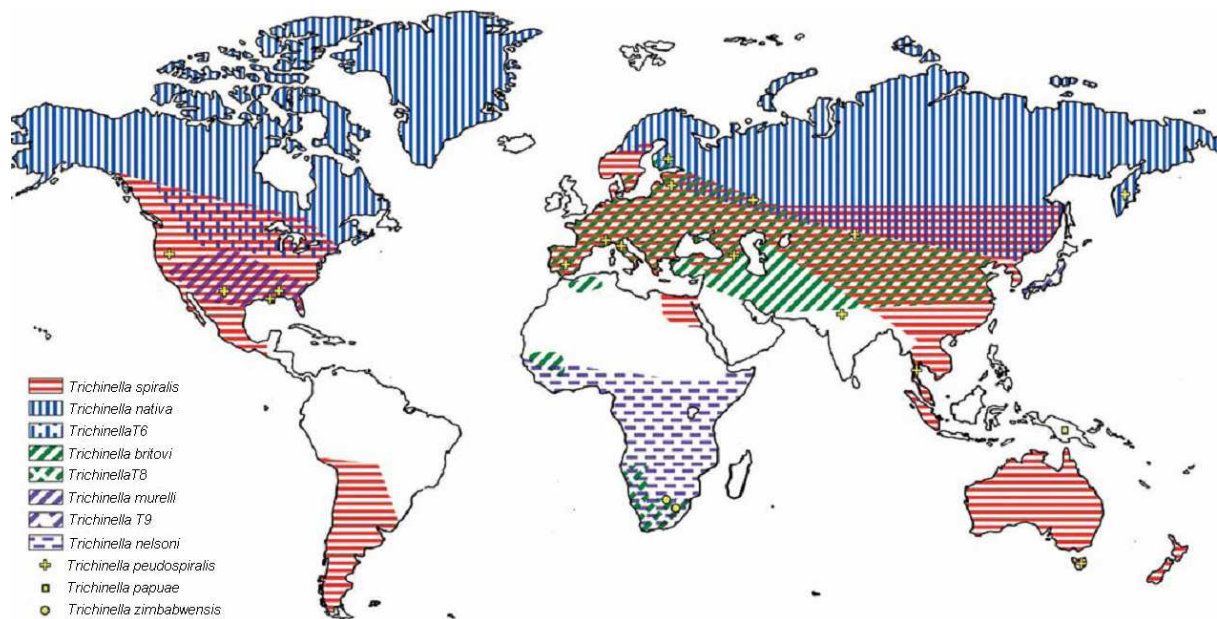 Trichinella spiralis
Trichinella nativa
TrichinellaT6
Trichinella britovi
TrichinellaT8
Trichinella murelli
Trichinella T9
Trichinella nelsoni
Trichinella peudospiralis
Trichinella papuae
Trichinella zimbabwensis